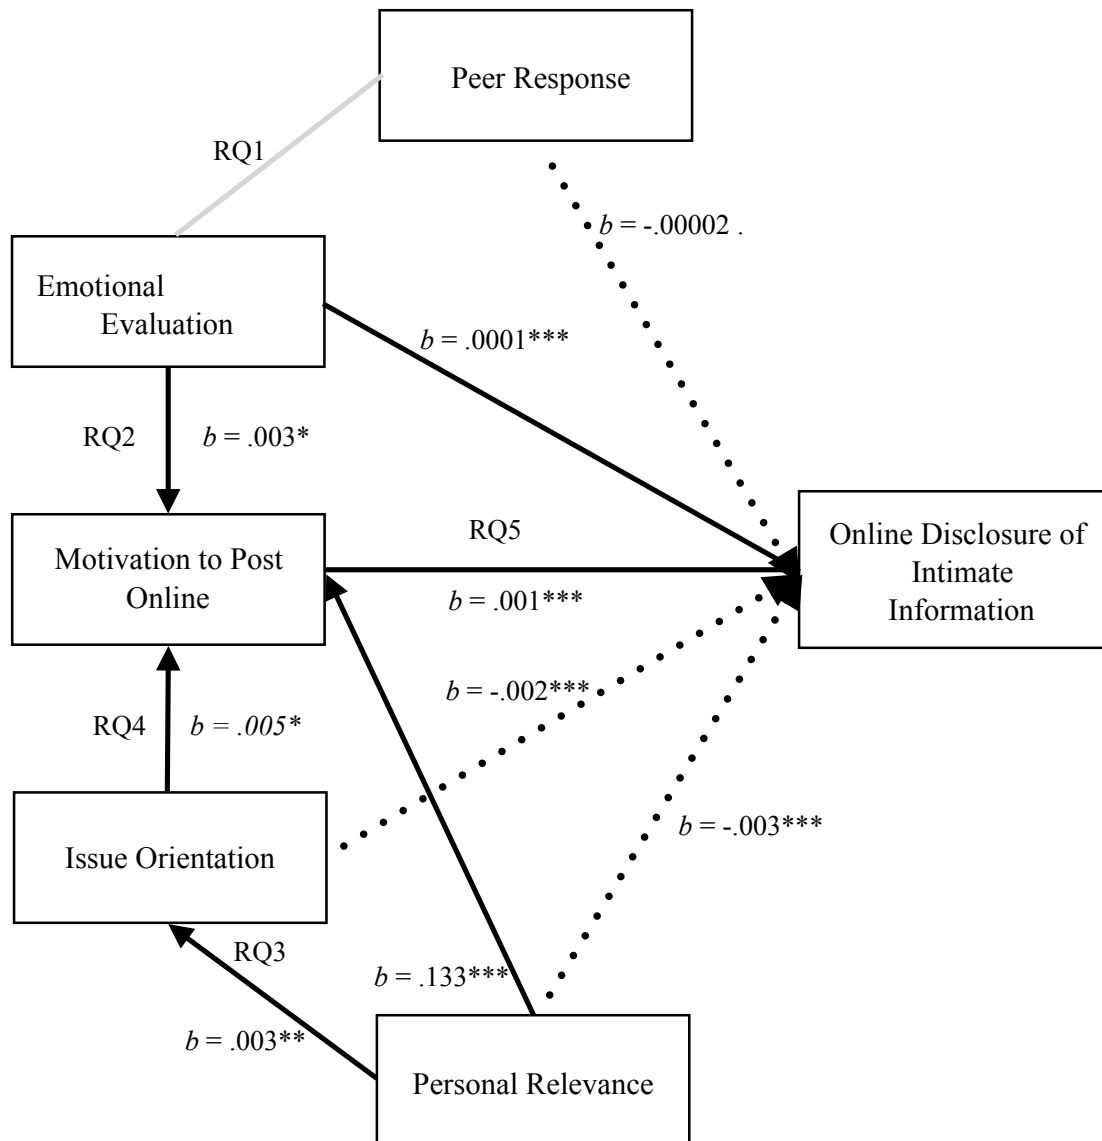 Peer Response
RQ1
b = -.00002 .
Emotional
Evaluation
b = .0001***
RQ2
b = .003*
RQ5
Motivation to Post
Online
Online Disclosure of
Intimate
Information
b = .001***
b = -.002***
RQ4
b = .005*
b = -.003***
Issue Orientation
RQ3
b = .133***
b = .003**
Personal Relevance